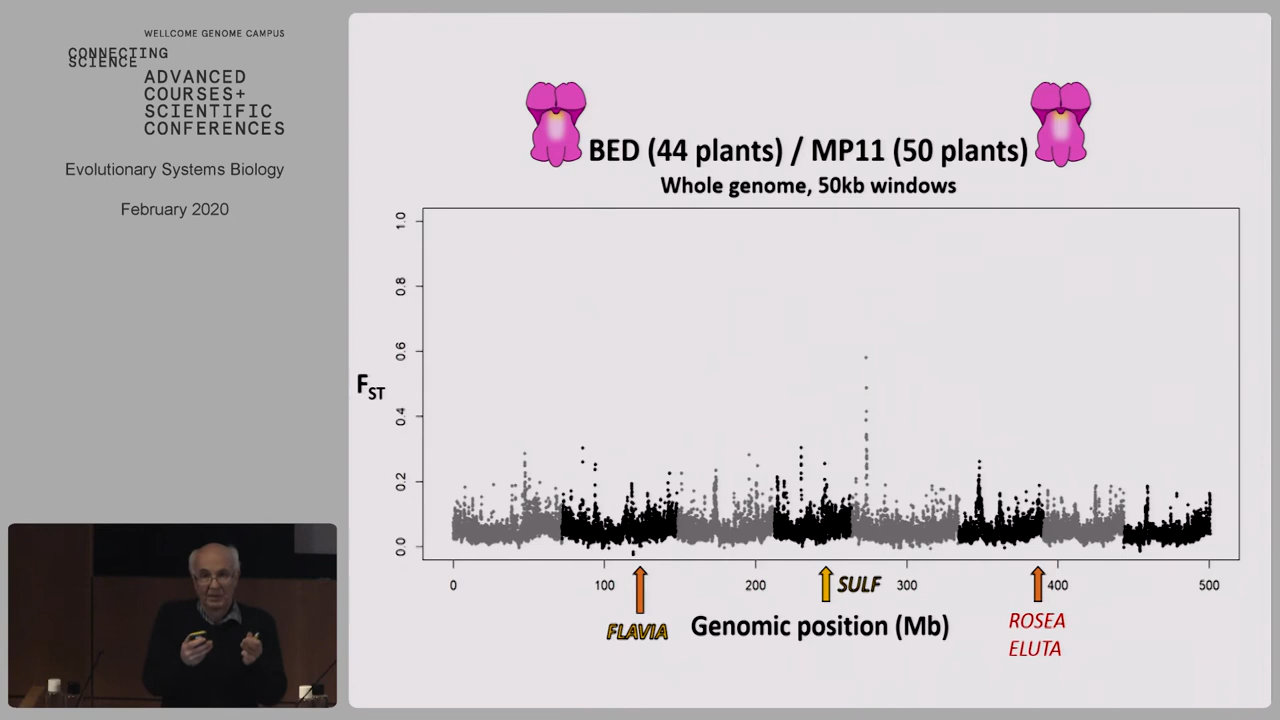 WELLCOME GENOME CAMPUS
CONNECTING
SCIENCE
ADVANCED
COURSES+
SCIENTIFIC
CONFERENCES
Evolutionary Systems Biology
February 2020
BED (44 plants) / MP11 (50 plants)
Whole genome, 50kb windows
1.0
0.8
0.6
0.4
0.2
0.0
FST
0 100 200 300 400 500
FLAVIA
SULF
ROSEA
ELUTA
Genomic position (Mb)